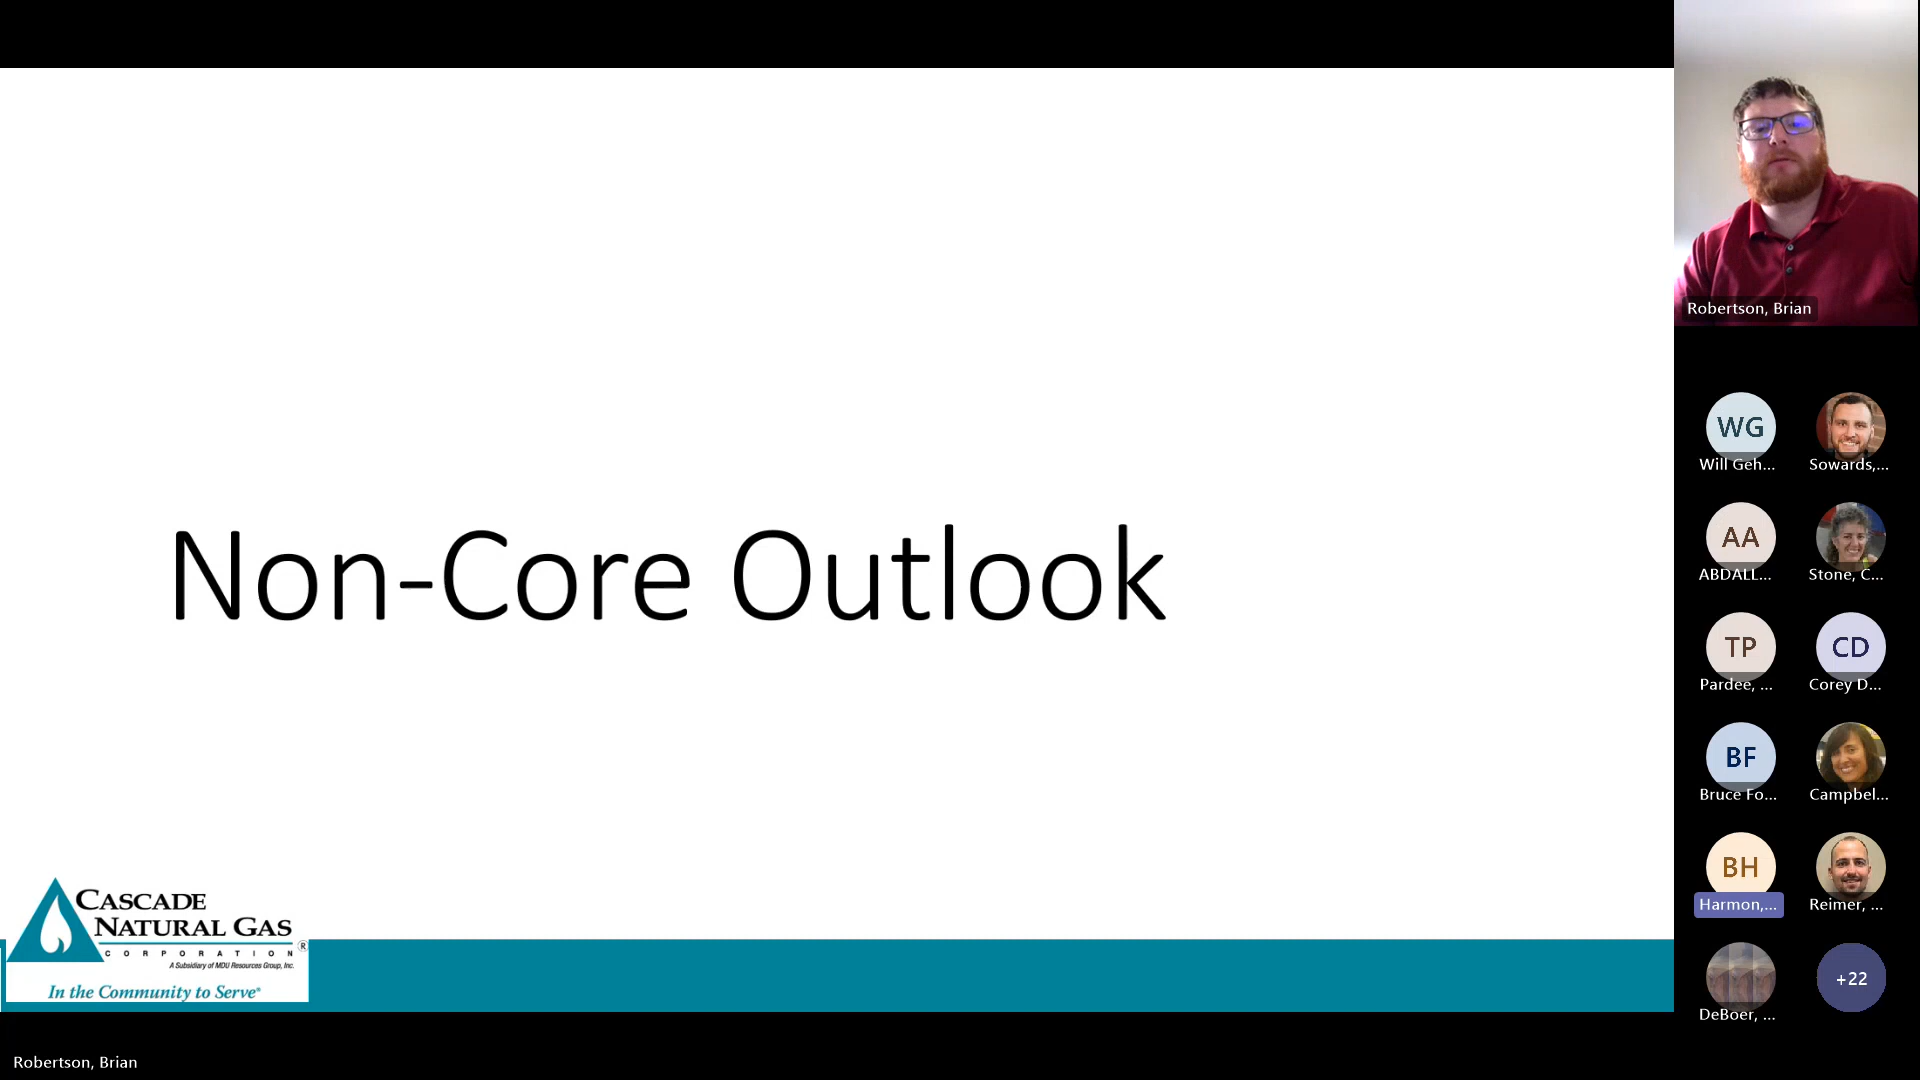 Non-Core Outlook
CASCADE
NATURAL GAS
CORPORATION
®
A Subsidiary of MDU Resources Group, Inc.
In the Community to Serve®
Robertson, Brian
Robertson, Brian
WG
Will Geh...
Sowards,...
AA
ABDALL...
Stone, C...
TP
Pardee, ...
CD
Corey D...
BF
Bruce Fo...
Campbel...
BH
Harmon,...
Reimer, ...
DeBoer, ...
+22